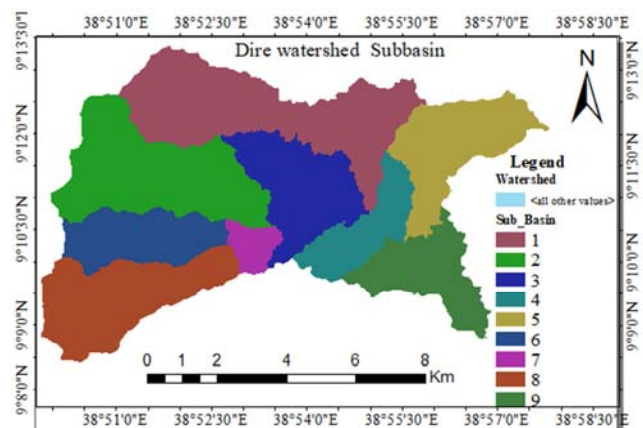 38°51'0"E 38°52'30"E 38°54'0"E 38°55'30"E 38°57'0"E 38°58'30"E
Dire watershed Subbasin
N
9°13'30"N
9°12'0"N
9°10'30"N
9°9'0"N
9°8'0"N
9°13'0"N
9°11'30"N
9°10'0"N
9°9'0"N
Legend
Watershed
<all other values>
Sub_Basin
1
2
3
4
5
6
7
8
9
0 1 2 4 6 8
Km
38°51'0"E 38°52'30"E 38°54'0"E 38°55'30"E 38°57'0"E 38°58'30"E